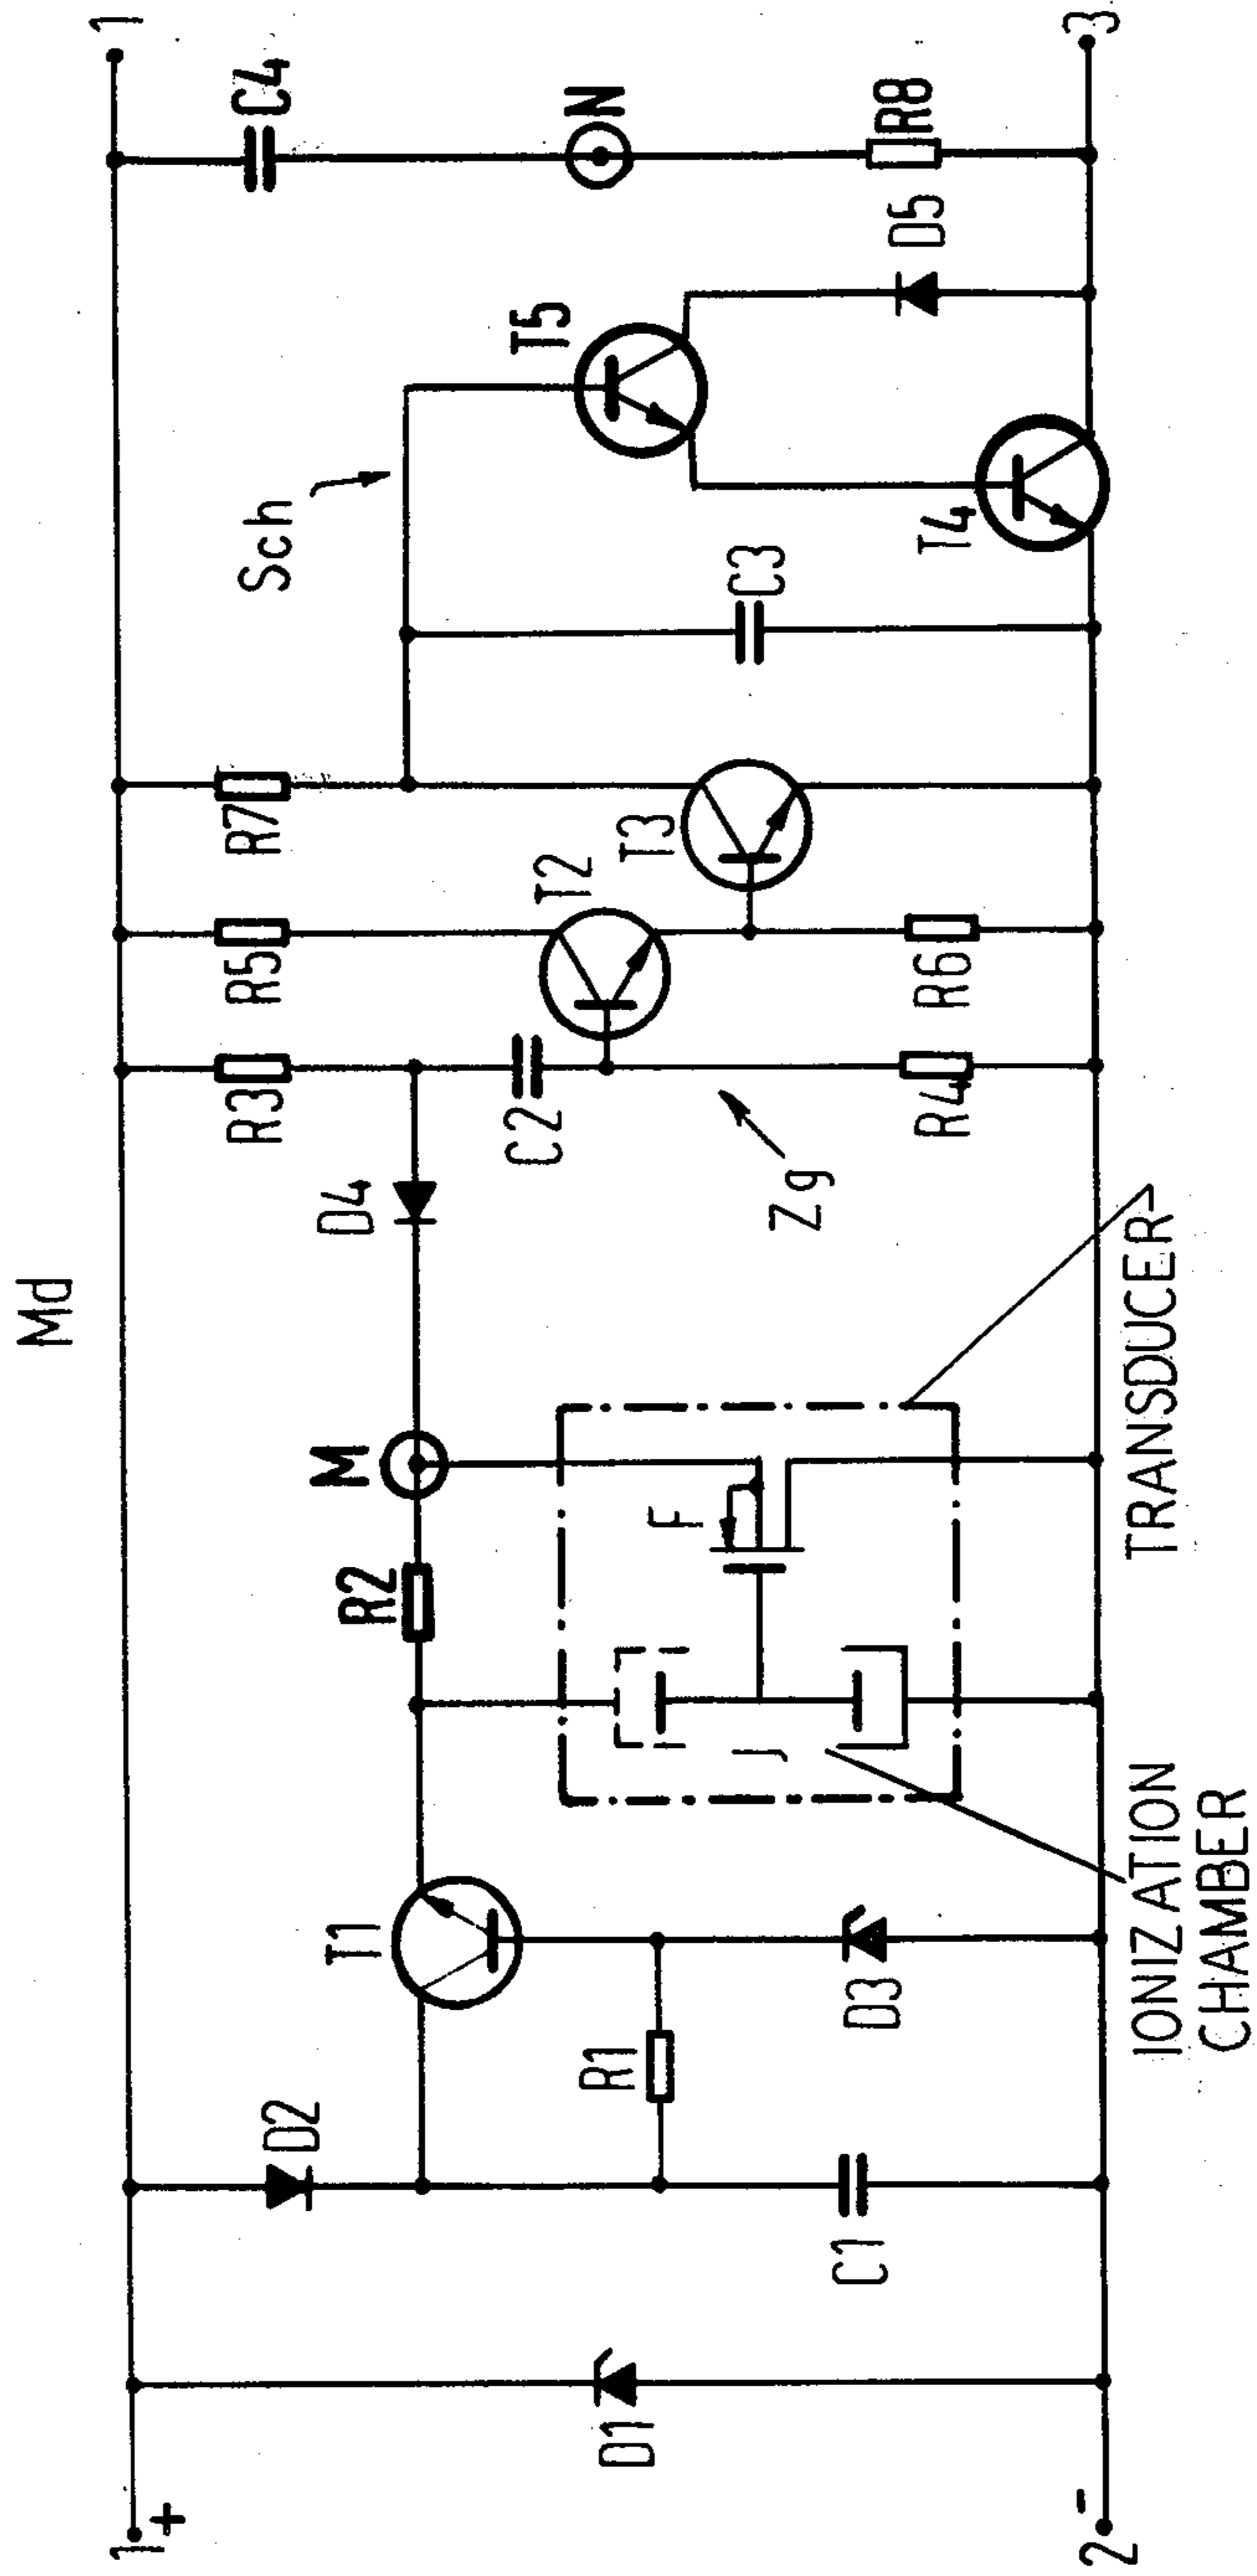 Md
1
+
D2
T1
R2
M
D4
R3
R5
R7
Sch
C4
1
D1
C1
R1
D3
J
F
Zg
C2
T2
T3
R4
R6
C3
T4
T5
D5
N
R8
2
-
3
IONIZATION
CHAMBER
TRANSDUCER